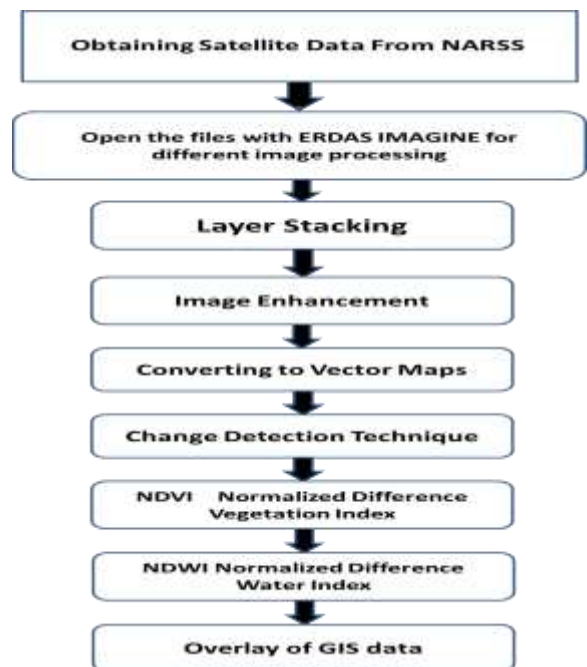 Obtaining Satellite Data From NARSS
Open the files with ERDAS IMAGINE for
different image processing
Layer Stacking
Image Enhancement
Converting to Vector Maps
Change Detection Technique
NDVI Normalized Difference
Vegetation Index
NDWI Normalized Difference
Water Index
Overlay of GIS data